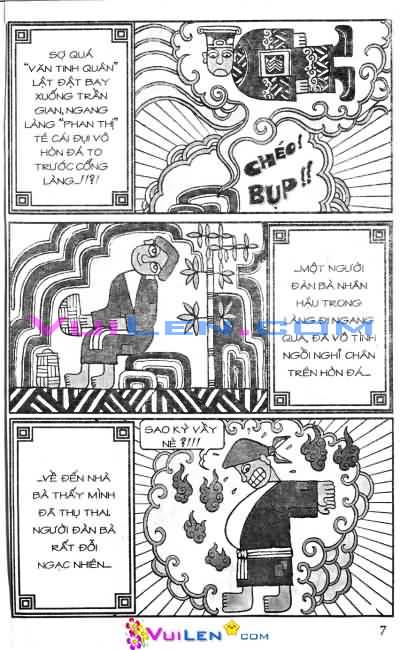 SỢ QUÁ
"VĂN TINH QUÂN"
LẬT ĐẬT BAY
XUỐNG TRẦN
GIAN, NGANG
LÀNG "PHAN THỊ"
TÉ CÁI ĐỤI VÔ
HÒN ĐÁ TO
TRƯỚC CỔNG
LÀNG...!!?!
CHÉO!
BỤP!!
...MỘT NGƯỜI
ĐÀN BÀ NHÂN
HẬU TRONG
LÀNG ĐI NGANG
QUA, ĐÃ VÔ TÌNH
NGỒI NGHỈ CHÂN
TRÊN HÒN ĐÁ...
VUILEN.COM
SAO KỲ VẦY
NÈ ?!!!
...VỀ ĐẾN NHÀ
BÀ THẤY MÌNH
ĐÃ THỤ THAI.
NGƯỜI ĐÀN BÀ
RẤT ĐỖI
NGẠC NHIÊN...
7
VUILEN.COM